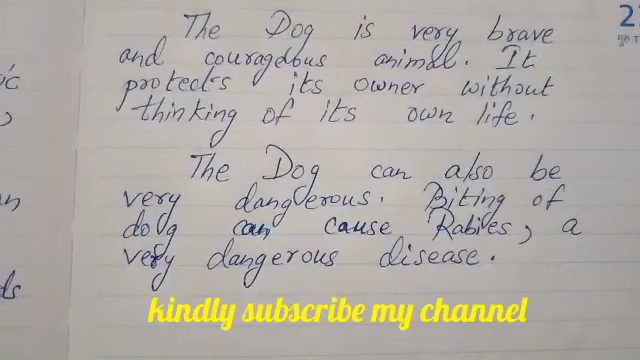 The Dog is very brave
and courageous animal. It
protects its owner without
thinking of its own life.
The Dog can also be
very dangerous. Biting of
dog can cause Rabies, a
very dangerous disease.
kindly subscribe my channel